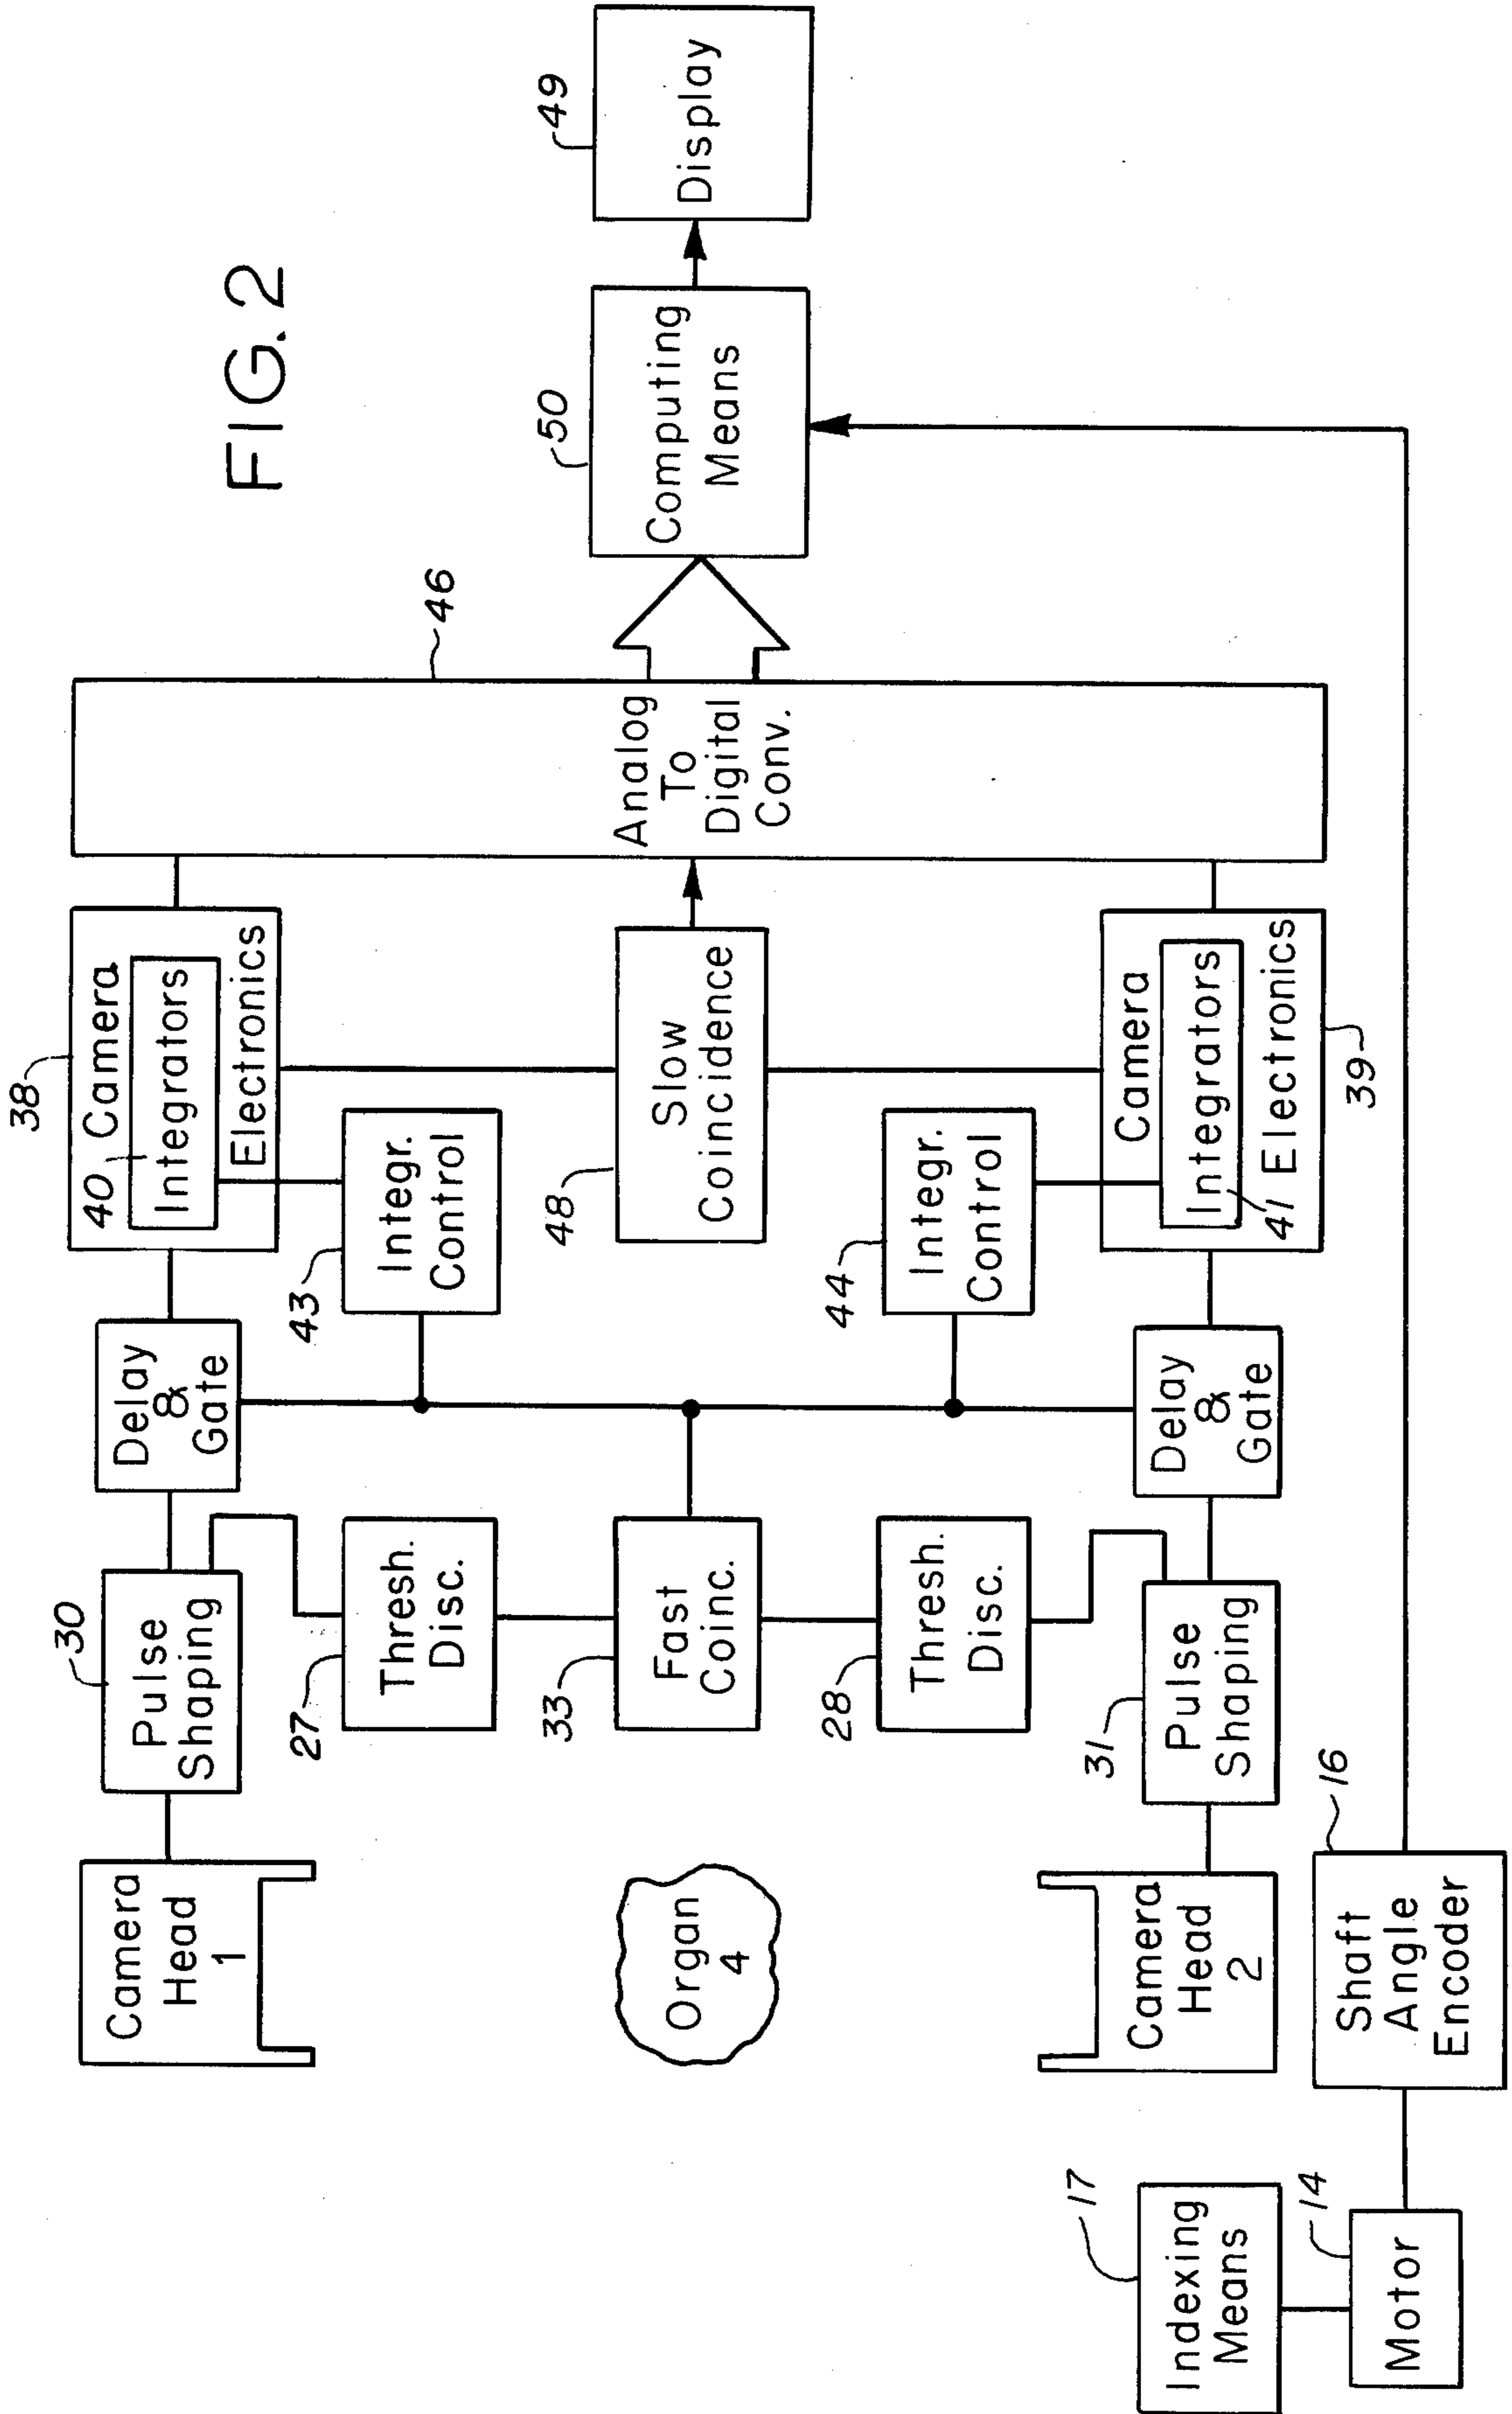 FIG. 2
Camera
Head
1
30
Pulse
Shaping
Delay
&
Gate
38
Camera
40
Integrators
Electronics
27
Thresh.
Disc.
43
Integr.
Control
Organ
4
33
Fast
Coinc.
48
Slow
Coincidence
28
Thresh.
Disc.
44
Integr.
Control
Camera
Head
2
31
Pulse
Shaping
Delay
&
Gate
Camera
Integrators
41
Electronics
39
46
Analog
To
Digital
Conv.
50
Computing
Means
49
Display
17
Indexing
Means
14
Motor
16
Shaft
Angle
Encoder